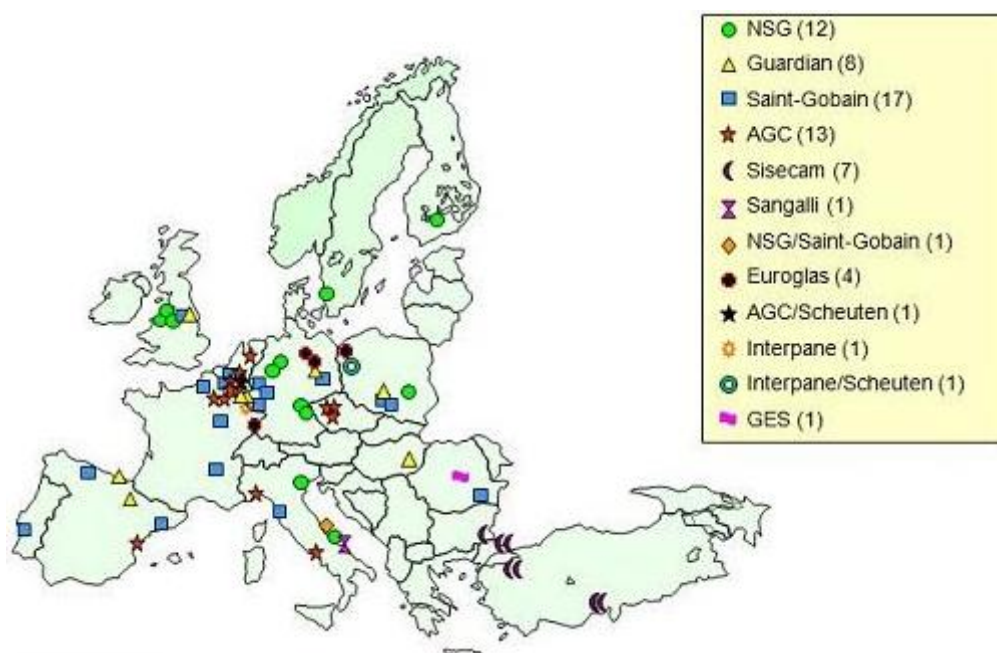 NSG (12)
Guardian (8)
Saint-Gobain (17)
AGC (13)
Sisecam (7)
Sangalli (1)
NSG/Saint-Gobain (1)
Euroglas (4)
AGC/Scheuten (1)
Interpane (1)
Interpane/Scheuten (1)
GES (1)